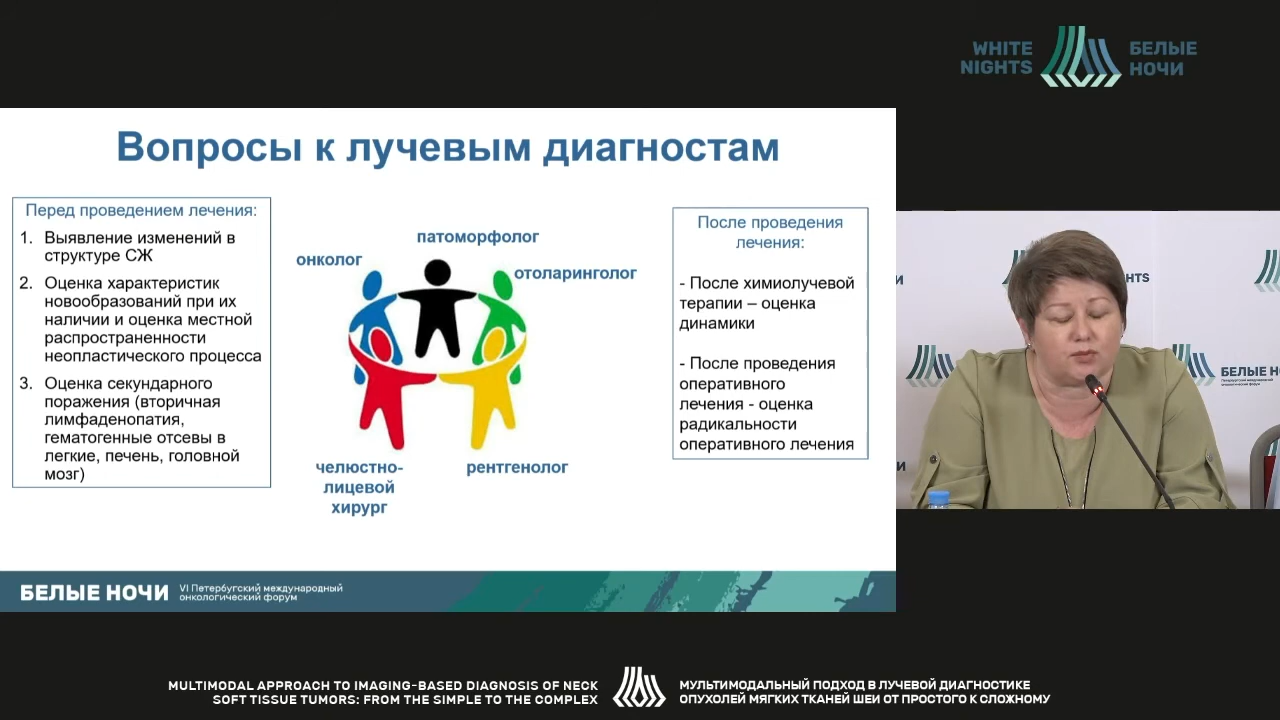 WHITE
NIGHTS
БЕЛЫЕ
НОЧИ
Вопросы к лучевым диагностам
Перед проведением лечения:
1. Выявление изменений в
структуре СЖ
2. Оценка характеристик
новообразований при их
наличии и оценка местной
распространенности
неопластического процесса
3. Оценка секундарного
поражения (вторичная
лимфаденопатия,
гематогенные отсевы в
легкие, печень, головной
мозг)
патоморфолог
онколог
отоларинголог
челюстно-
лицевой
хирург
рентгенолог
После проведения
лечения:
- После химиолучевой
терапии – оценка
динамики
- После проведения
оперативного
лечения - оценка
радикальности
оперативного лечения
GHTS
БЕЛЫЕ НО
БЕЛЫЕ НОЧИ
VI Петербугский международный
онкологический форум
MULTIMODAL APPROACH TO IMAGING-BASED DIAGNOSIS OF NECK
SOFT TISSUE TUMORS: FROM THE SIMPLE TO THE COMPLEX
МУЛЬТИМОДАЛЬНЫЙ ПОДХОД В ЛУЧЕВОЙ ДИАГНОСТИКЕ
ОПУХОЛЕЙ МЯГКИХ ТКАНЕЙ ШЕИ ОТ ПРОСТОГО К СЛОЖНОМУ